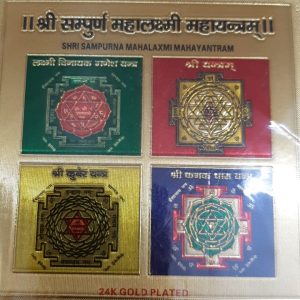 ।।श्री सम्पुर्ण महालक्ष्मी महायन्त्रम्।।
SHRI SAMPURNA MAHALAXMI MAHAYANTRAM
लक्ष्मी विनायक गणेश यन्त्र
श्री यन्त्रम्
श्री कुबेर यन्त्र
श्री कनक धारा यन्त्र
24K GOLD PLATED